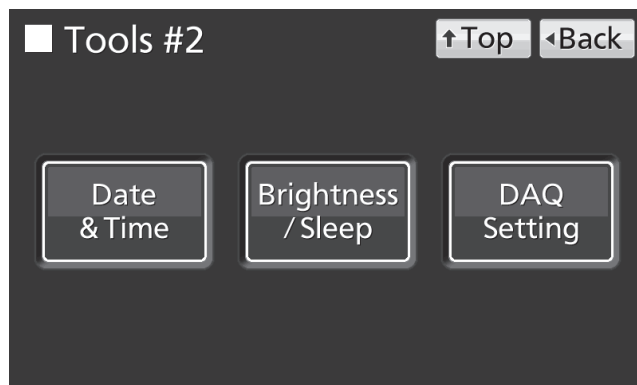 Tools #2
↑Top
◂Back
Date
& Time
Brightness
/ Sleep
DAQ
Setting